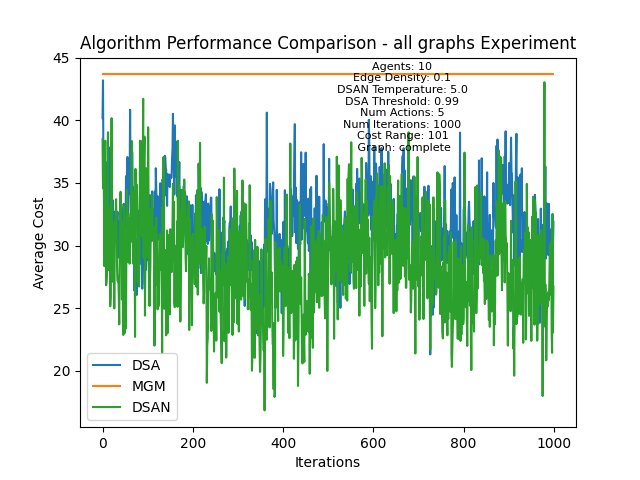 Algorithm Performance Comparison - all graphs Experiment
45
Agents: 10
Edge Density: 0.1
DSAN Temperature: 5.0
DSA Threshold: 0.99
Num Actions: 5
Num Iterations: 1000
Cost Range: 101
Graph: complete
40
35
30
25
20
Average Cost
DSA
MGM
DSAN
0
200
400
600
800
1000
Iterations